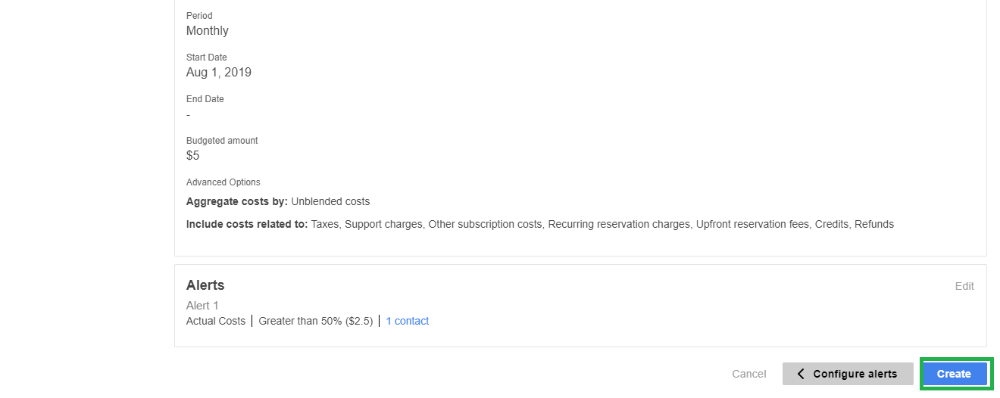 Period
Monthly
Start Date
Aug 1, 2019
End Date
-
Budgeted amount
$5
Advanced Options
Aggregate costs by: Unblended costs
Include costs related to: Taxes, Support charges, Other subscription costs, Recurring reservation charges, Upfront reservation fees, Credits, Refunds
Alerts
Edit
Alert 1
Actual Costs | Greater than 50% ($2.5) | 1 contact
Cancel
Configure alerts
Create